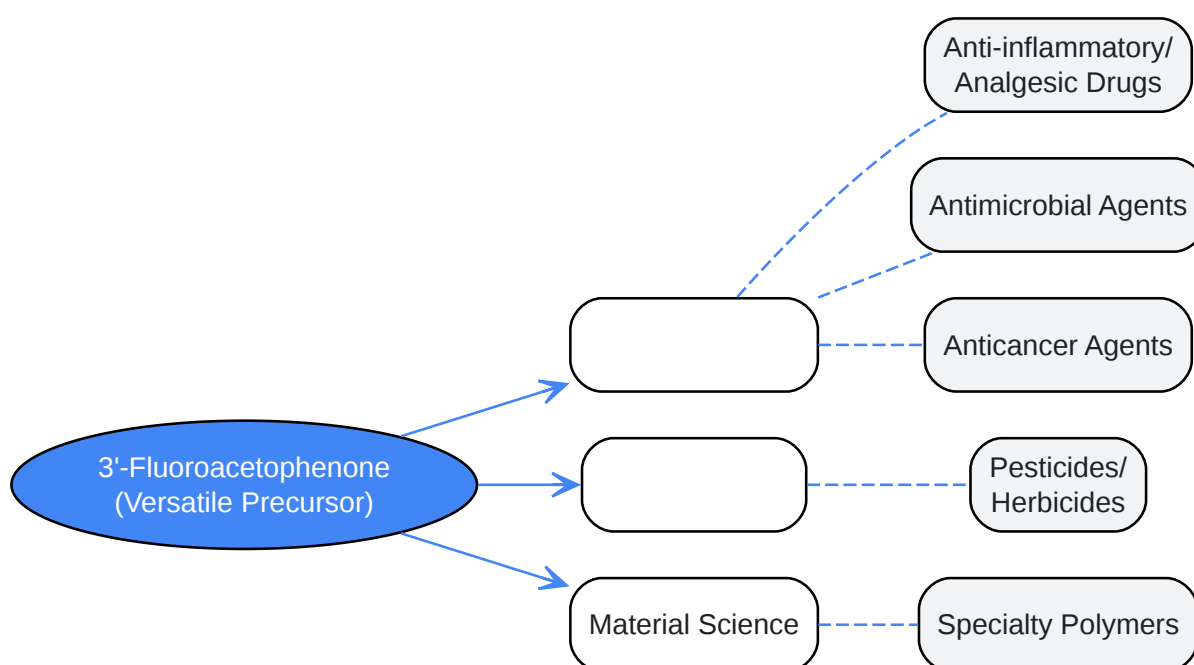 Anti-inflammatory/
Analgesic Drugs
Antimicrobial Agents
Anticancer Agents
3'-Fluoroacetophenone
(Versatile Precursor)
Pesticides/
Herbicides
Material Science
Specialty Polymers